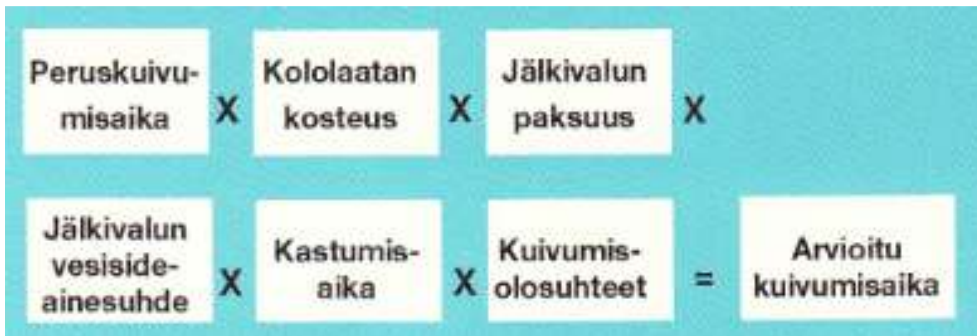 Peruskuivu-
misaika
X
Kololaatan
kosteus
X
Jälkivalun
paksuus
X
Jälkivalun
vesiside-
ainesuhde
X
Kastumis-
aika
X
Kuivumis-
olosuhteet
=
Arvioitu
kuivumisaika